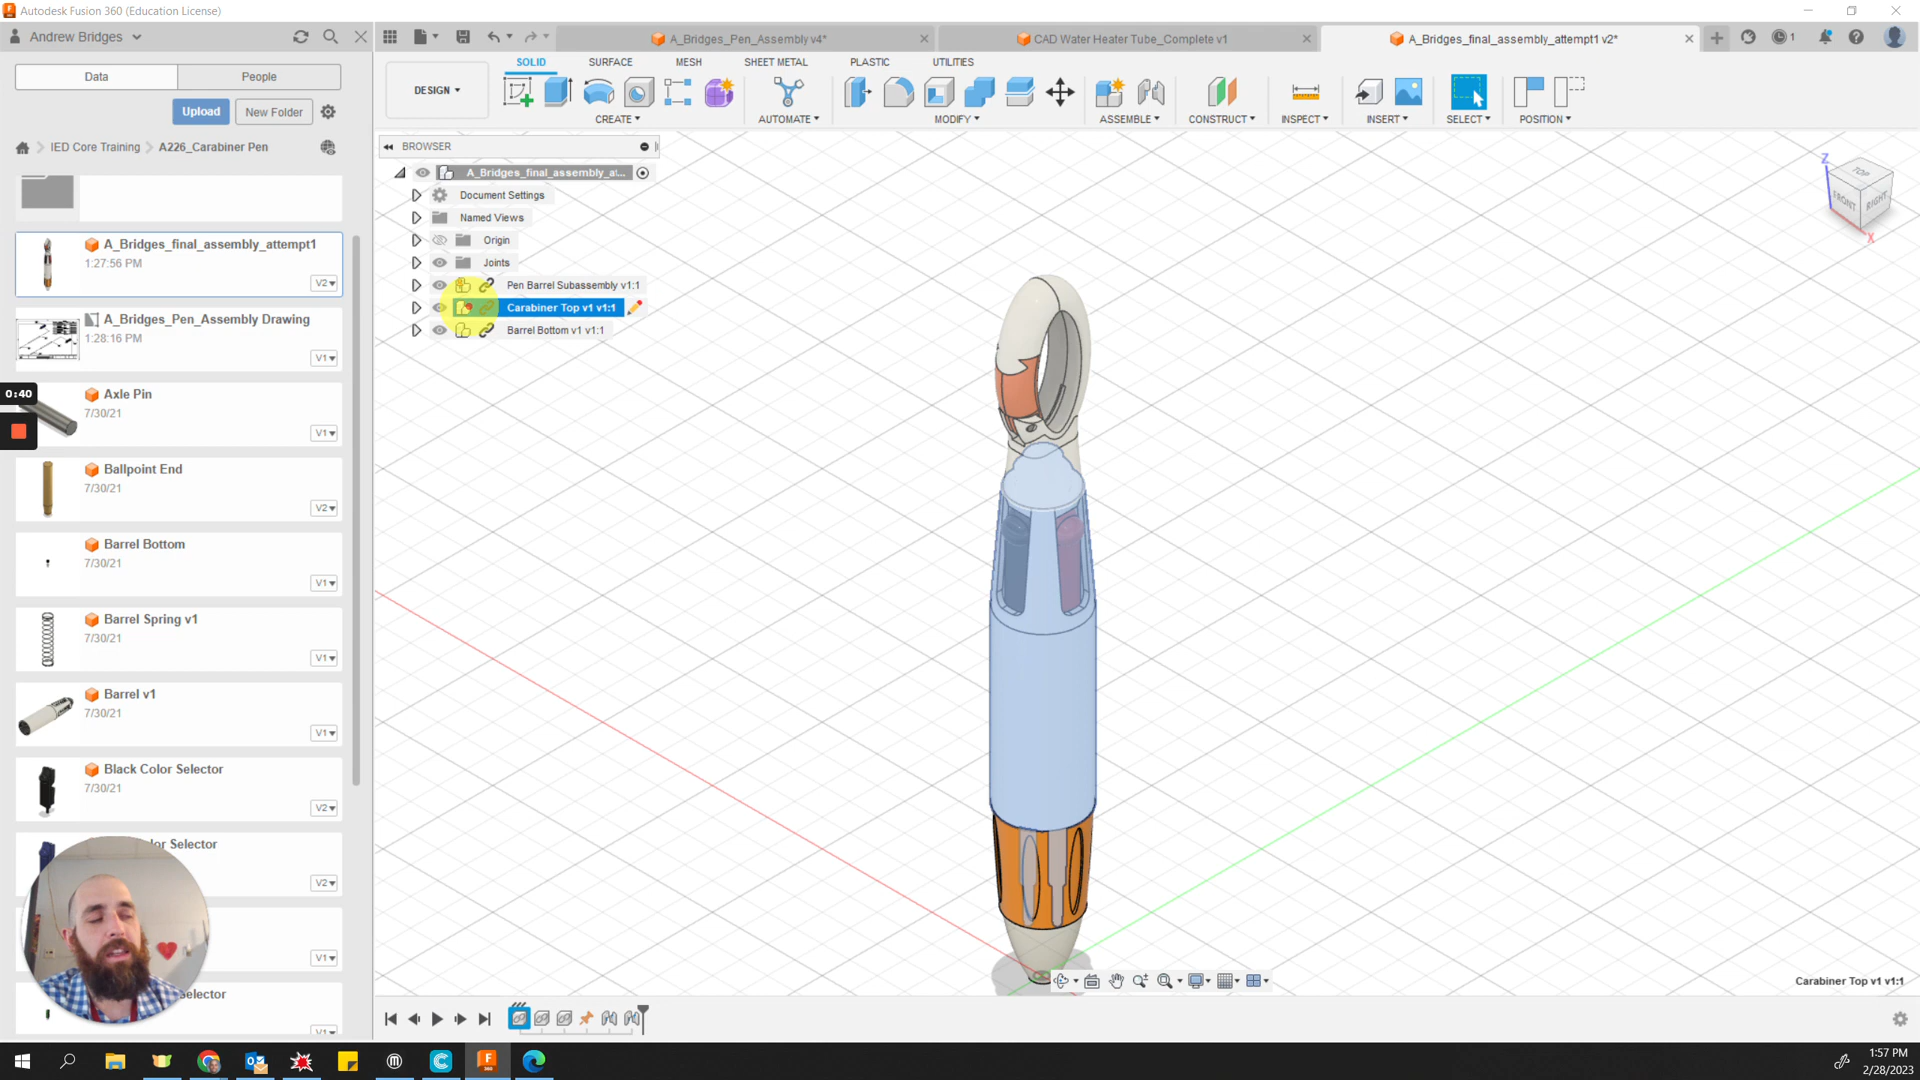 Autodesk Fusion 360 (Education License)
Andrew Bridges
A_Bridges_Pen_Assembly v4*
CAD Water Heater Tube_Complete v1
A_Bridges_final_assembly_attempt1 v2*
1
Data
People
Upload
New Folder
IED Core Training
A226_Carabiner Pen
DESIGN
SOLID
SURFACE
MESH
SHEET METAL
PLASTIC
UTILITIES
CREATE
AUTOMATE
MODIFY
ASSEMBLE
CONSTRUCT
INSPECT
INSERT
SELECT
POSITION
BROWSER
A_Bridges_final_assembly_a...
Document Settings
Named Views
Origin
Joints
Pen Barrel Subassembly v1:1
Carabiner Top v1 v1:1
Barrel Bottom v1 v1:1
A_Bridges_final_assembly_attempt1
1:27:56 PM
V2
A_Bridges_Pen_Assembly Drawing
1:28:16 PM
V1
0:40
Axle Pin
7/30/21
V1
Ballpoint End
7/30/21
V2
Barrel Bottom
7/30/21
V1
Barrel Spring v1
7/30/21
V1
Barrel v1
7/30/21
V1
Black Color Selector
7/30/21
V2
or Selector
V2
V1
Selector
V1
Z
TOP
FRONT
RIGHT
X
Carabiner Top v1 v1:1
F
360
1:57 PM
2/28/2023